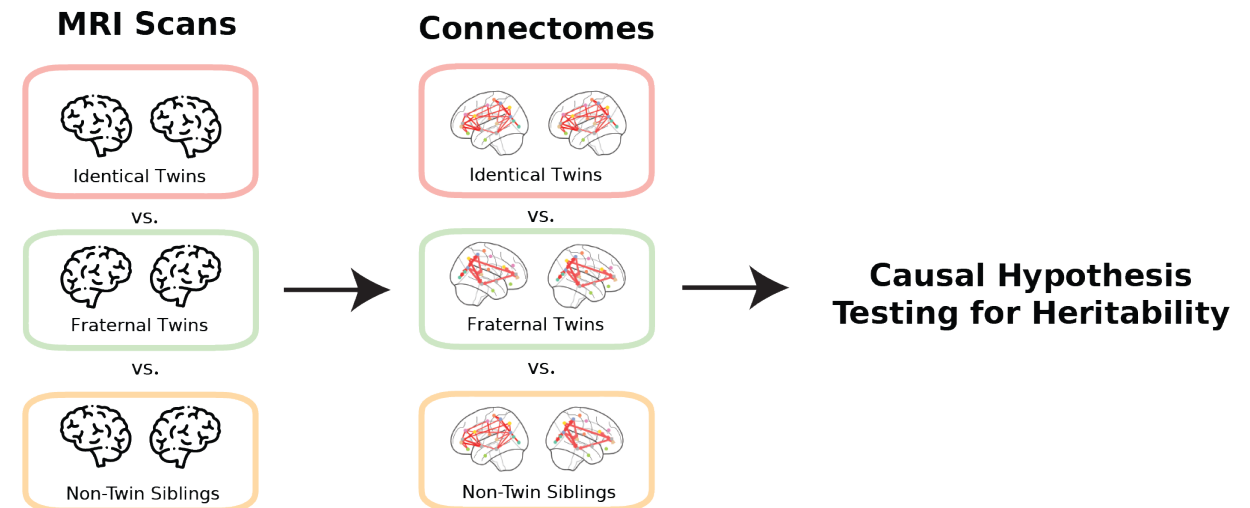 MRI Scans
Identical Twins
vs.
Fraternal Twins
vs.
Non-Twin Siblings
Connectomes
Identical Twins
vs.
Fraternal Twins
vs.
Non-Twin Siblings
Causal Hypothesis
Testing for Heritability